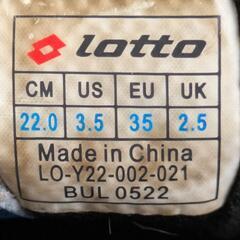 lotto
CM US EU UK
22.0 3.5 35 2.5
Made in China
LO-Y22-002-021
BUL 0522